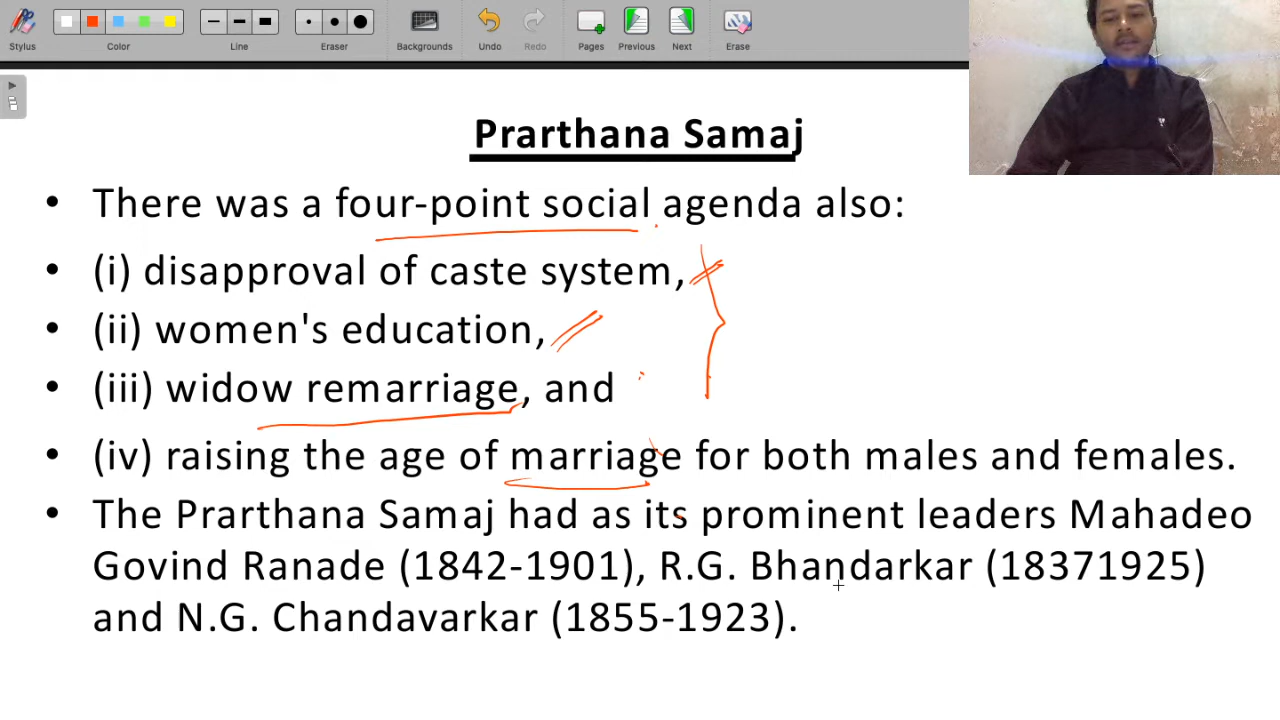 Stylus Color Line Eraser Backgrounds Undo Redo Pages Previous Next Erase
Prarthana Samaj
• There was a four-point social agenda also:
• (i) disapproval of caste system,
• (ii) women's education,
• (iii) widow remarriage, and
• (iv) raising the age of marriage for both males and females.
• The Prarthana Samaj had as its prominent leaders Mahadeo
Govind Ranade (1842-1901), R.G. Bhandarkar (18371925)
and N.G. Chandavarkar (1855-1923).